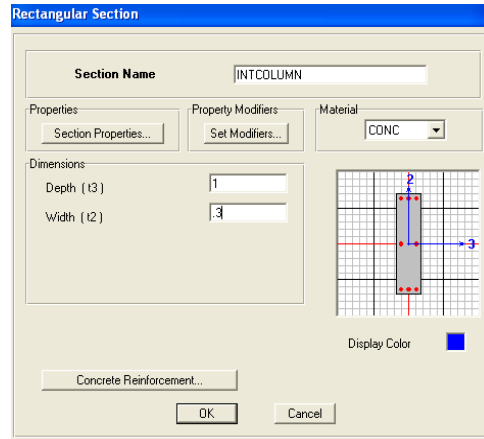 Rectangular Section
Section Name INTCOLUMN
Properties Property Modifiers Material
Section Properties... Set Modifiers... CONC
Dimensions
Depth ( t3 ) 1
Width ( t2 ) .3
2
3
Display Color
Concrete Reinforcement...
OK Cancel